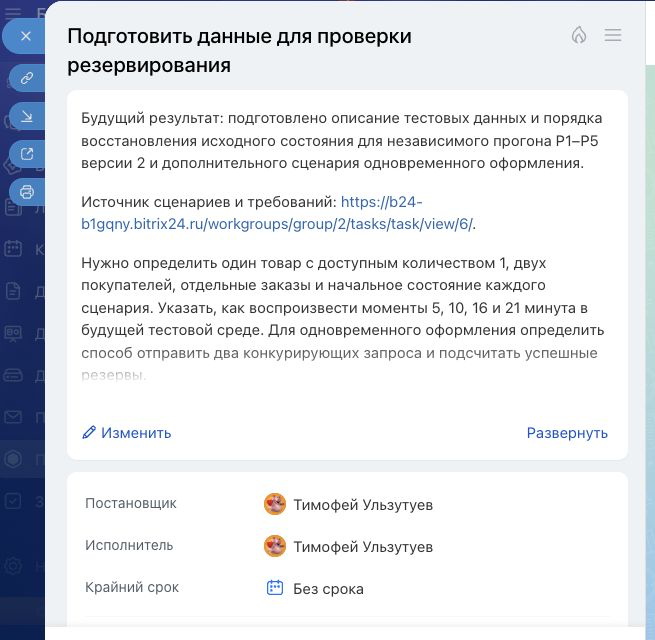 Подготовить данные для проверки
резервирования
Будущий результат: подготовлено описание тестовых данных и порядка
восстановления исходного состояния для независимого прогона P1–P5
версии 2 и дополнительного сценария одновременного оформления.
Источник сценариев и требований: https://b24-
b1gqny.bitrix24.ru/workgroups/group/2/tasks/task/view/6/.
Нужно определить один товар с доступным количеством 1, двух
покупателей, отдельные заказы и начальное состояние каждого
сценария. Указать, как воспроизвести моменты 5, 10, 16 и 21 минута в
будущей тестовой среде. Для одновременного оформления определить
способ отправить два конкурирующих запроса и подсчитать успешные
резервы.
Изменить
Развернуть
Постановщик
Тимофей Ульзутуев
Исполнитель
Тимофей Ульзутуев
Крайний срок
Без срока